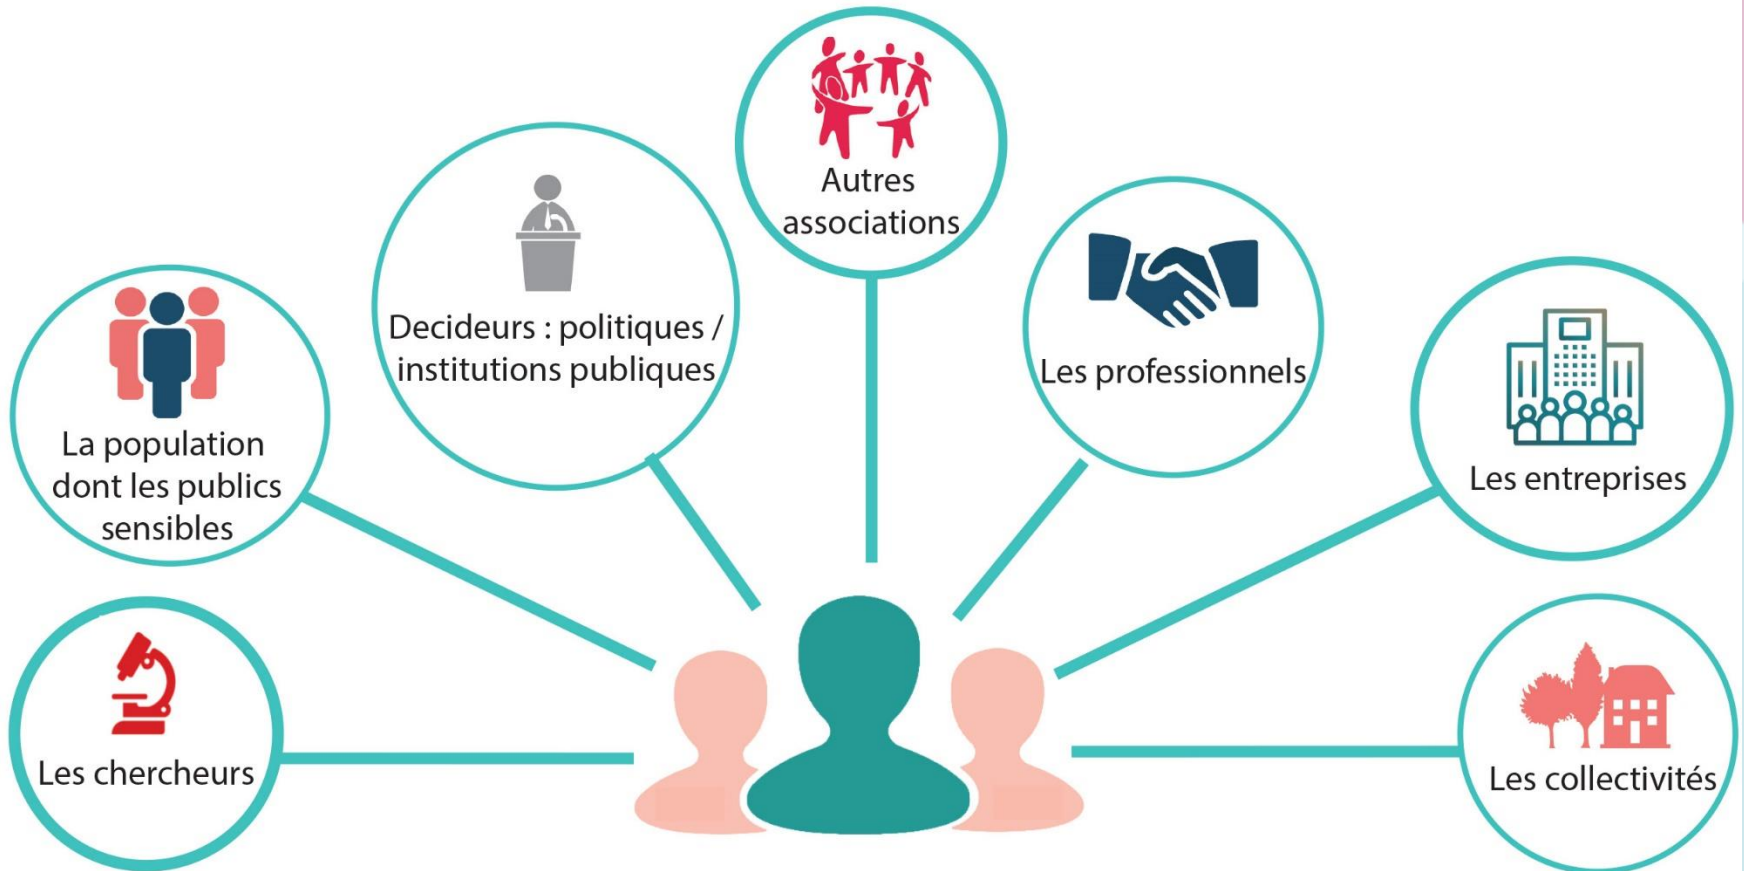 Autres
associations
Decideurs : politiques /
institutions publiques
Les professionnels
La population
dont les publics
sensibles
Les entreprises
Les chercheurs
Les collectivités